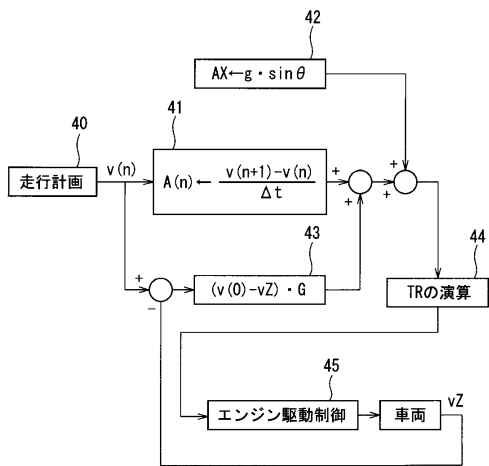 42
AX←g・sinθ
40
走行計画
v(n)
41
A(n)← v(n+1)-v(n)
Δt
+
+
+
+
43
(v(0)-vZ)・G
+
-
44
TRの演算
45
エンジン駆動制御
車両
vZ